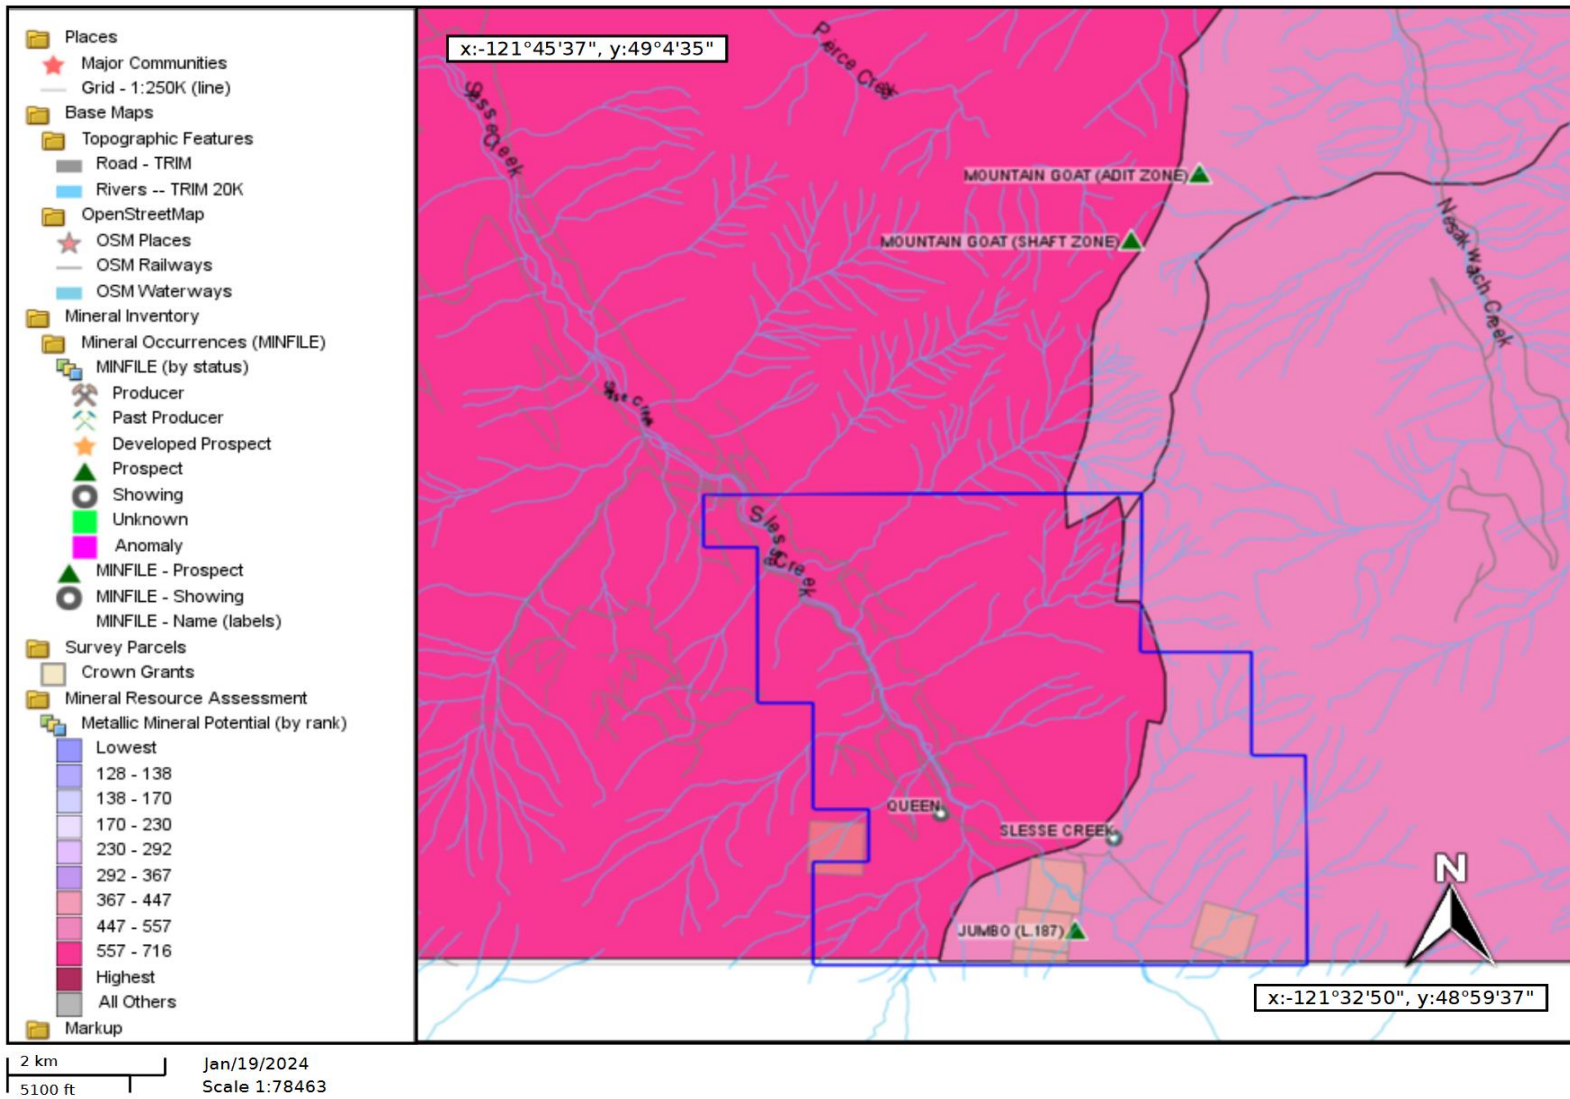 Places
Major Communities
Grid - 1:250K (line)
Base Maps
Topographic Features
Road - TRIM
Rivers -- TRIM 20K
OpenStreetMap
OSM Places
OSM Railways
OSM Waterways
Mineral Inventory
Mineral Occurrences (MINFILE)
MINFILE (by status)
Producer
Past Producer
Developed Prospect
Prospect
Showing
Unknown
Anomaly
MINFILE - Prospect
MINFILE - Showing
MINFILE - Name (labels)
Survey Parcels
Crown Grants
Mineral Resource Assessment
Metallic Mineral Potential (by rank)
Lowest
128 - 138
138 - 170
170 - 230
230 - 292
292 - 367
367 - 447
447 - 557
557 - 716
Highest
All Others
Markup
x:-121°45'37", y:49°4'35"
Pierce Creek
Slesse Creek
MOUNTAIN GOAT (ADIT ZONE)
MOUNTAIN GOAT (SHAFT ZONE)
Nesakwatch Creek
Slesse Creek
QUEEN
SLESSE CREEK
JUMBO (L.187)
N
x:-121°32'50", y:48°59'37"
2 km
5100 ft
Jan/19/2024
Scale 1:78463